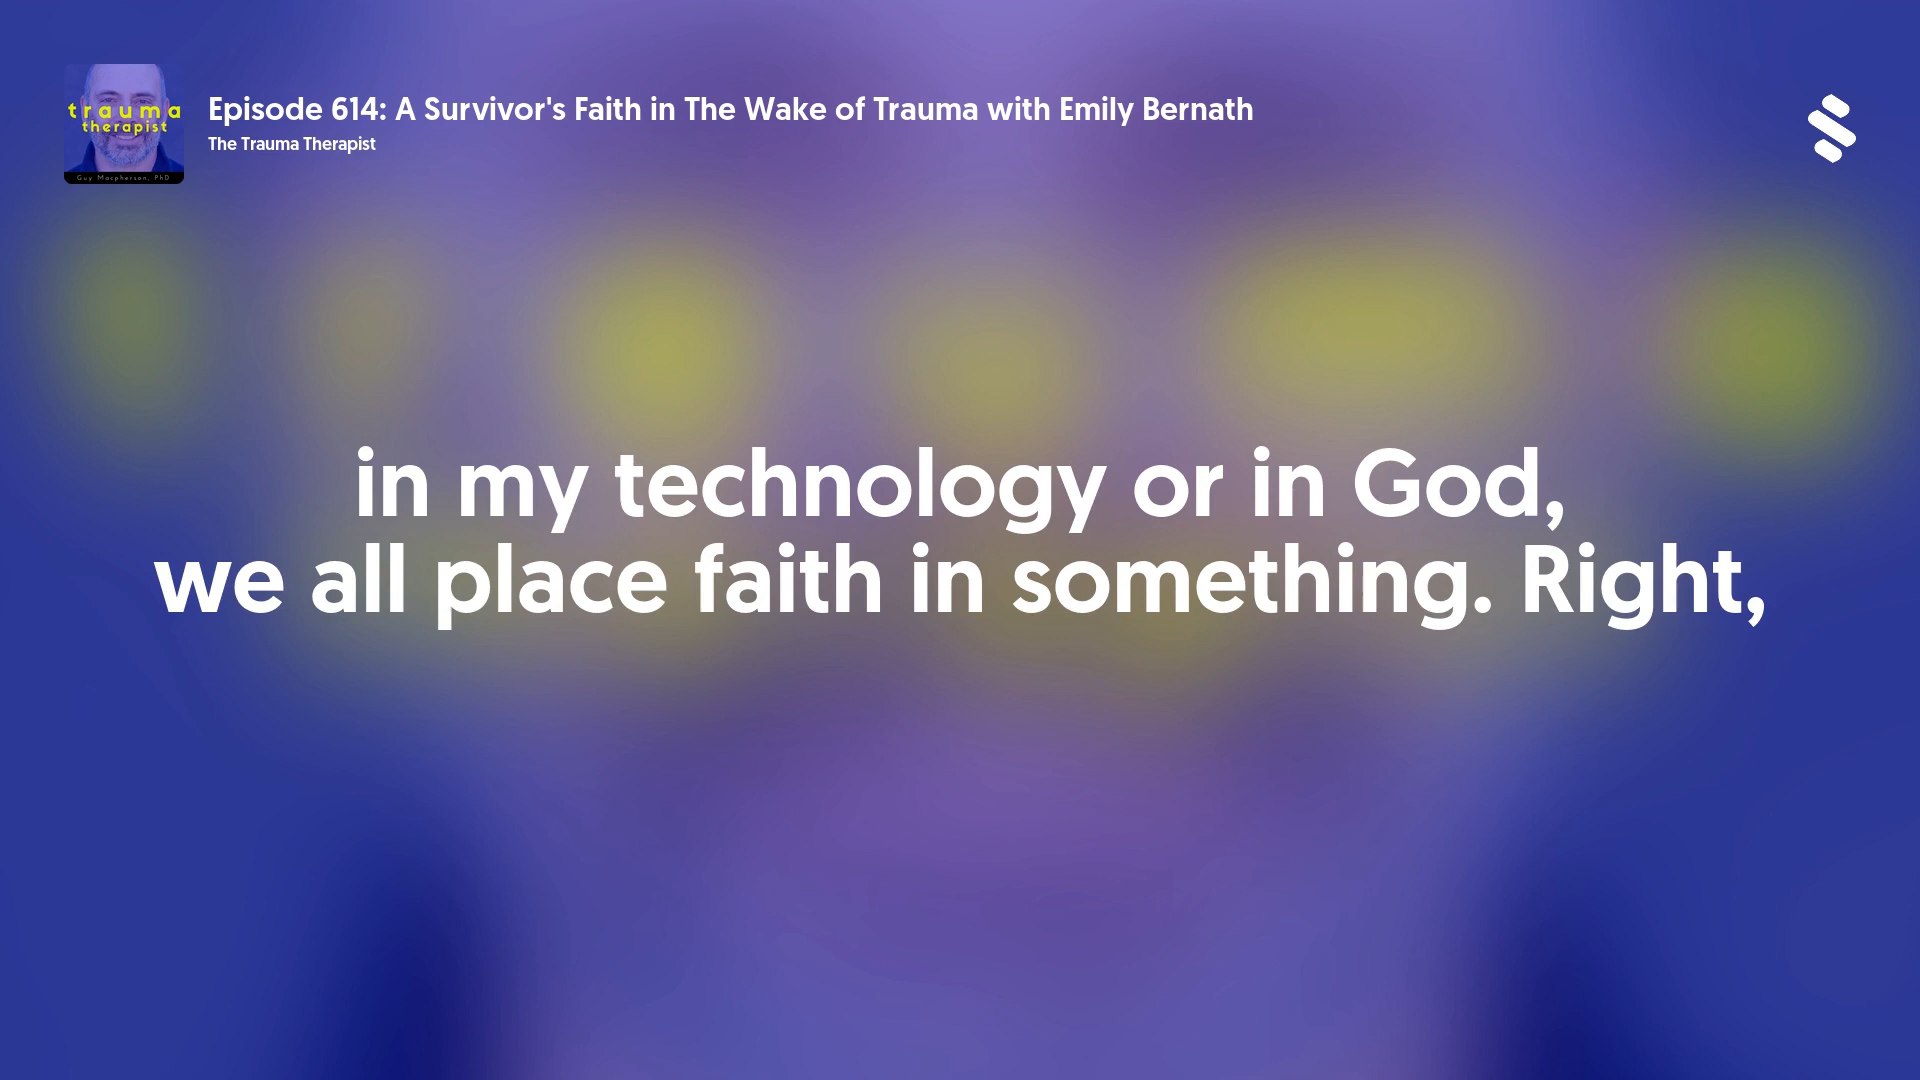 trauma
therapist
Guy Macpherson, PhD
Episode 614: A Survivor's Faith in The Wake of Trauma with Emily Bernath
The Trauma Therapist
in my technology or in God,
we all place faith in something. Right,